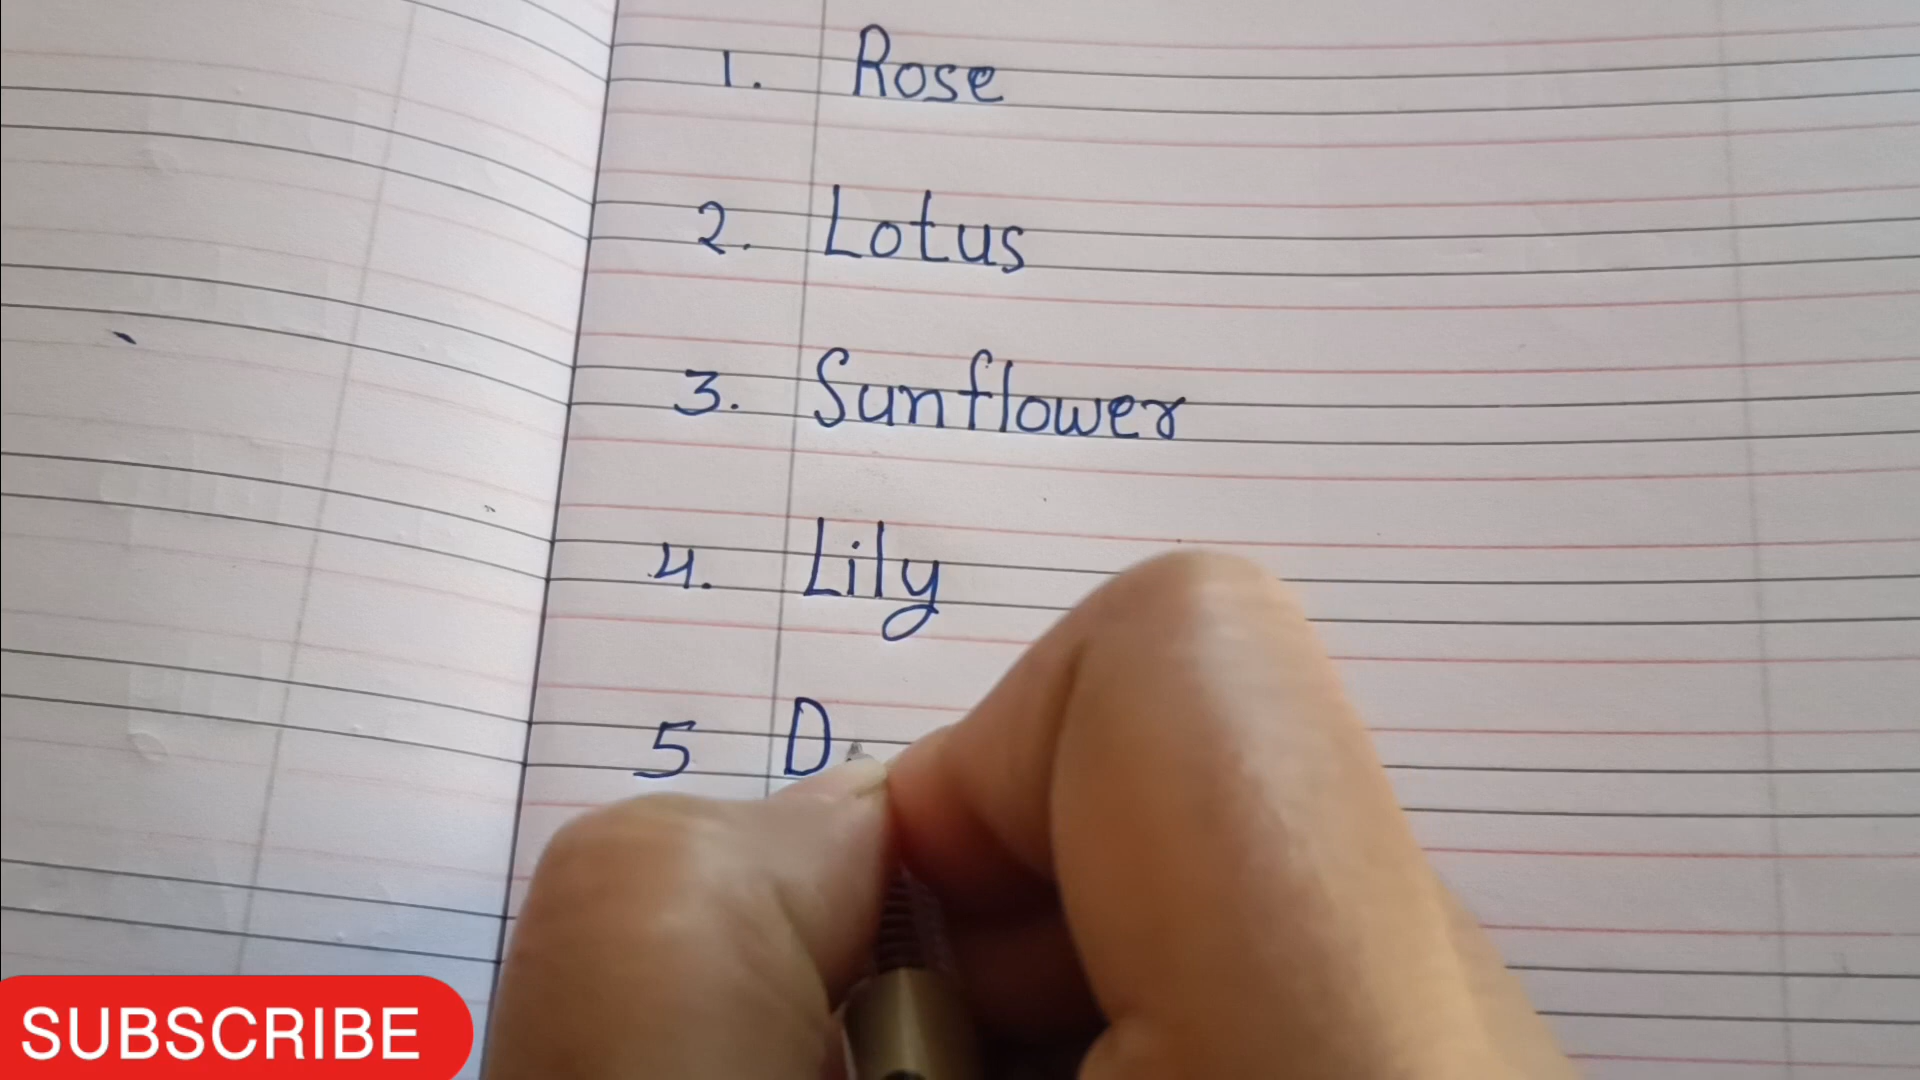 1. Rose
2. Lotus
3. Sunflower
4. Lily
5 D
SUBSCRIBE